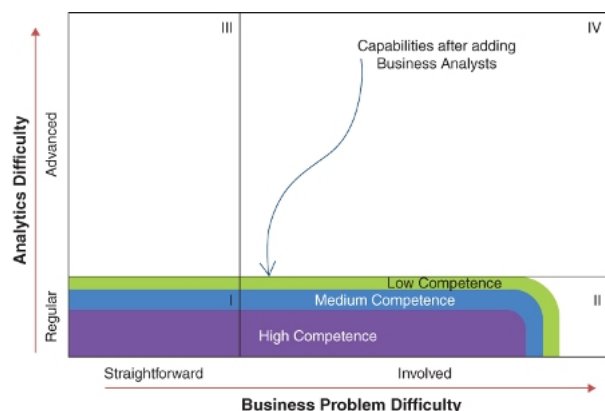 III
IV
Capabilities after adding
Business Analysts
Analytics Difficulty
Advanced
Regular
Low Competence
I
Medium Competence
II
High Competence
Straightforward
Involved
Business Problem Difficulty